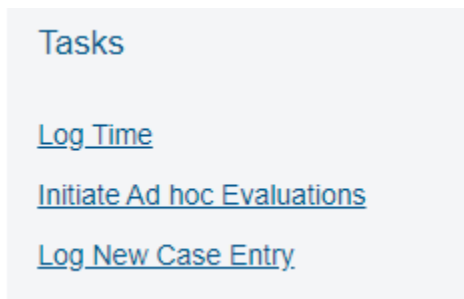 Tasks
Log Time
Initiate Ad hoc Evaluations
Log New Case Entry